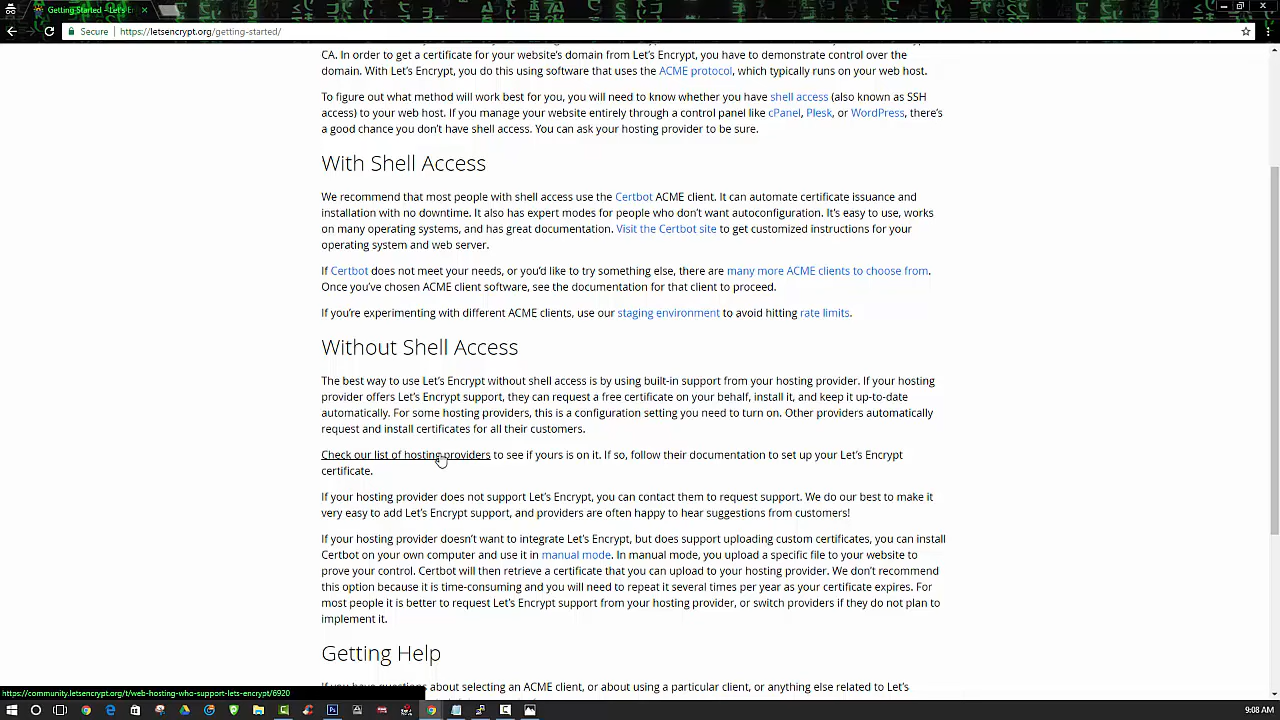 Getting Started - Let's E
Secure
https://letsencrypt.org/getting-started/
CA. In order to get a certificate for your website's domain from Let's Encrypt, you have to demonstrate control over the
domain. With Let's Encrypt, you do this using software that uses the ACME protocol, which typically runs on your web host.
To figure out what method will work best for you, you will need to know whether you have shell access (also known as SSH
access) to your web host. If you manage your website entirely through a control panel like cPanel, Plesk, or WordPress, there's
a good chance you don't have shell access. You can ask your hosting provider to be sure.
With Shell Access
We recommend that most people with shell access use the Certbot ACME client. It can automate certificate issuance and
installation with no downtime. It also has expert modes for people who don't want autoconfiguration. It's easy to use, works
on many operating systems, and has great documentation. Visit the Certbot site to get customized instructions for your
operating system and web server.
If Certbot does not meet your needs, or you'd like to try something else, there are many more ACME clients to choose from.
Once you've chosen ACME client software, see the documentation for that client to proceed.
If you're experimenting with different ACME clients, use our staging environment to avoid hitting rate limits.
Without Shell Access
The best way to use Let's Encrypt without shell access is by using built-in support from your hosting provider. If your hosting
provider offers Let's Encrypt support, they can request a free certificate on your behalf, install it, and keep it up-to-date
automatically. For some hosting providers, this is a configuration setting you need to turn on. Other providers automatically
request and install certificates for all their customers.
Check our list of hosting providers to see if yours is on it. If so, follow their documentation to set up your Let's Encrypt
certificate.
If your hosting provider does not support Let's Encrypt, you can contact them to request support. We do our best to make it
very easy to add Let's Encrypt support, and providers are often happy to hear suggestions from customers!
If your hosting provider doesn't want to integrate Let's Encrypt, but does support uploading custom certificates, you can install
Certbot on your own computer and use it in manual mode. In manual mode, you upload a specific file to your website to
prove your control. Certbot will then retrieve a certificate that you can upload to your hosting provider. We don't recommend
this option because it is time-consuming and you will need to repeat it several times per year as your certificate expires. For
most people it is better to request Let's Encrypt support from your hosting provider, or switch providers if they do not plan to
implement it.
Getting Help
If you have questions about selecting an ACME client, or about using a particular client, or anything else related to Let's
https://community.letsencrypt.org/t/web-hosting-who-support-lets-encrypt/6920
9:08 AM